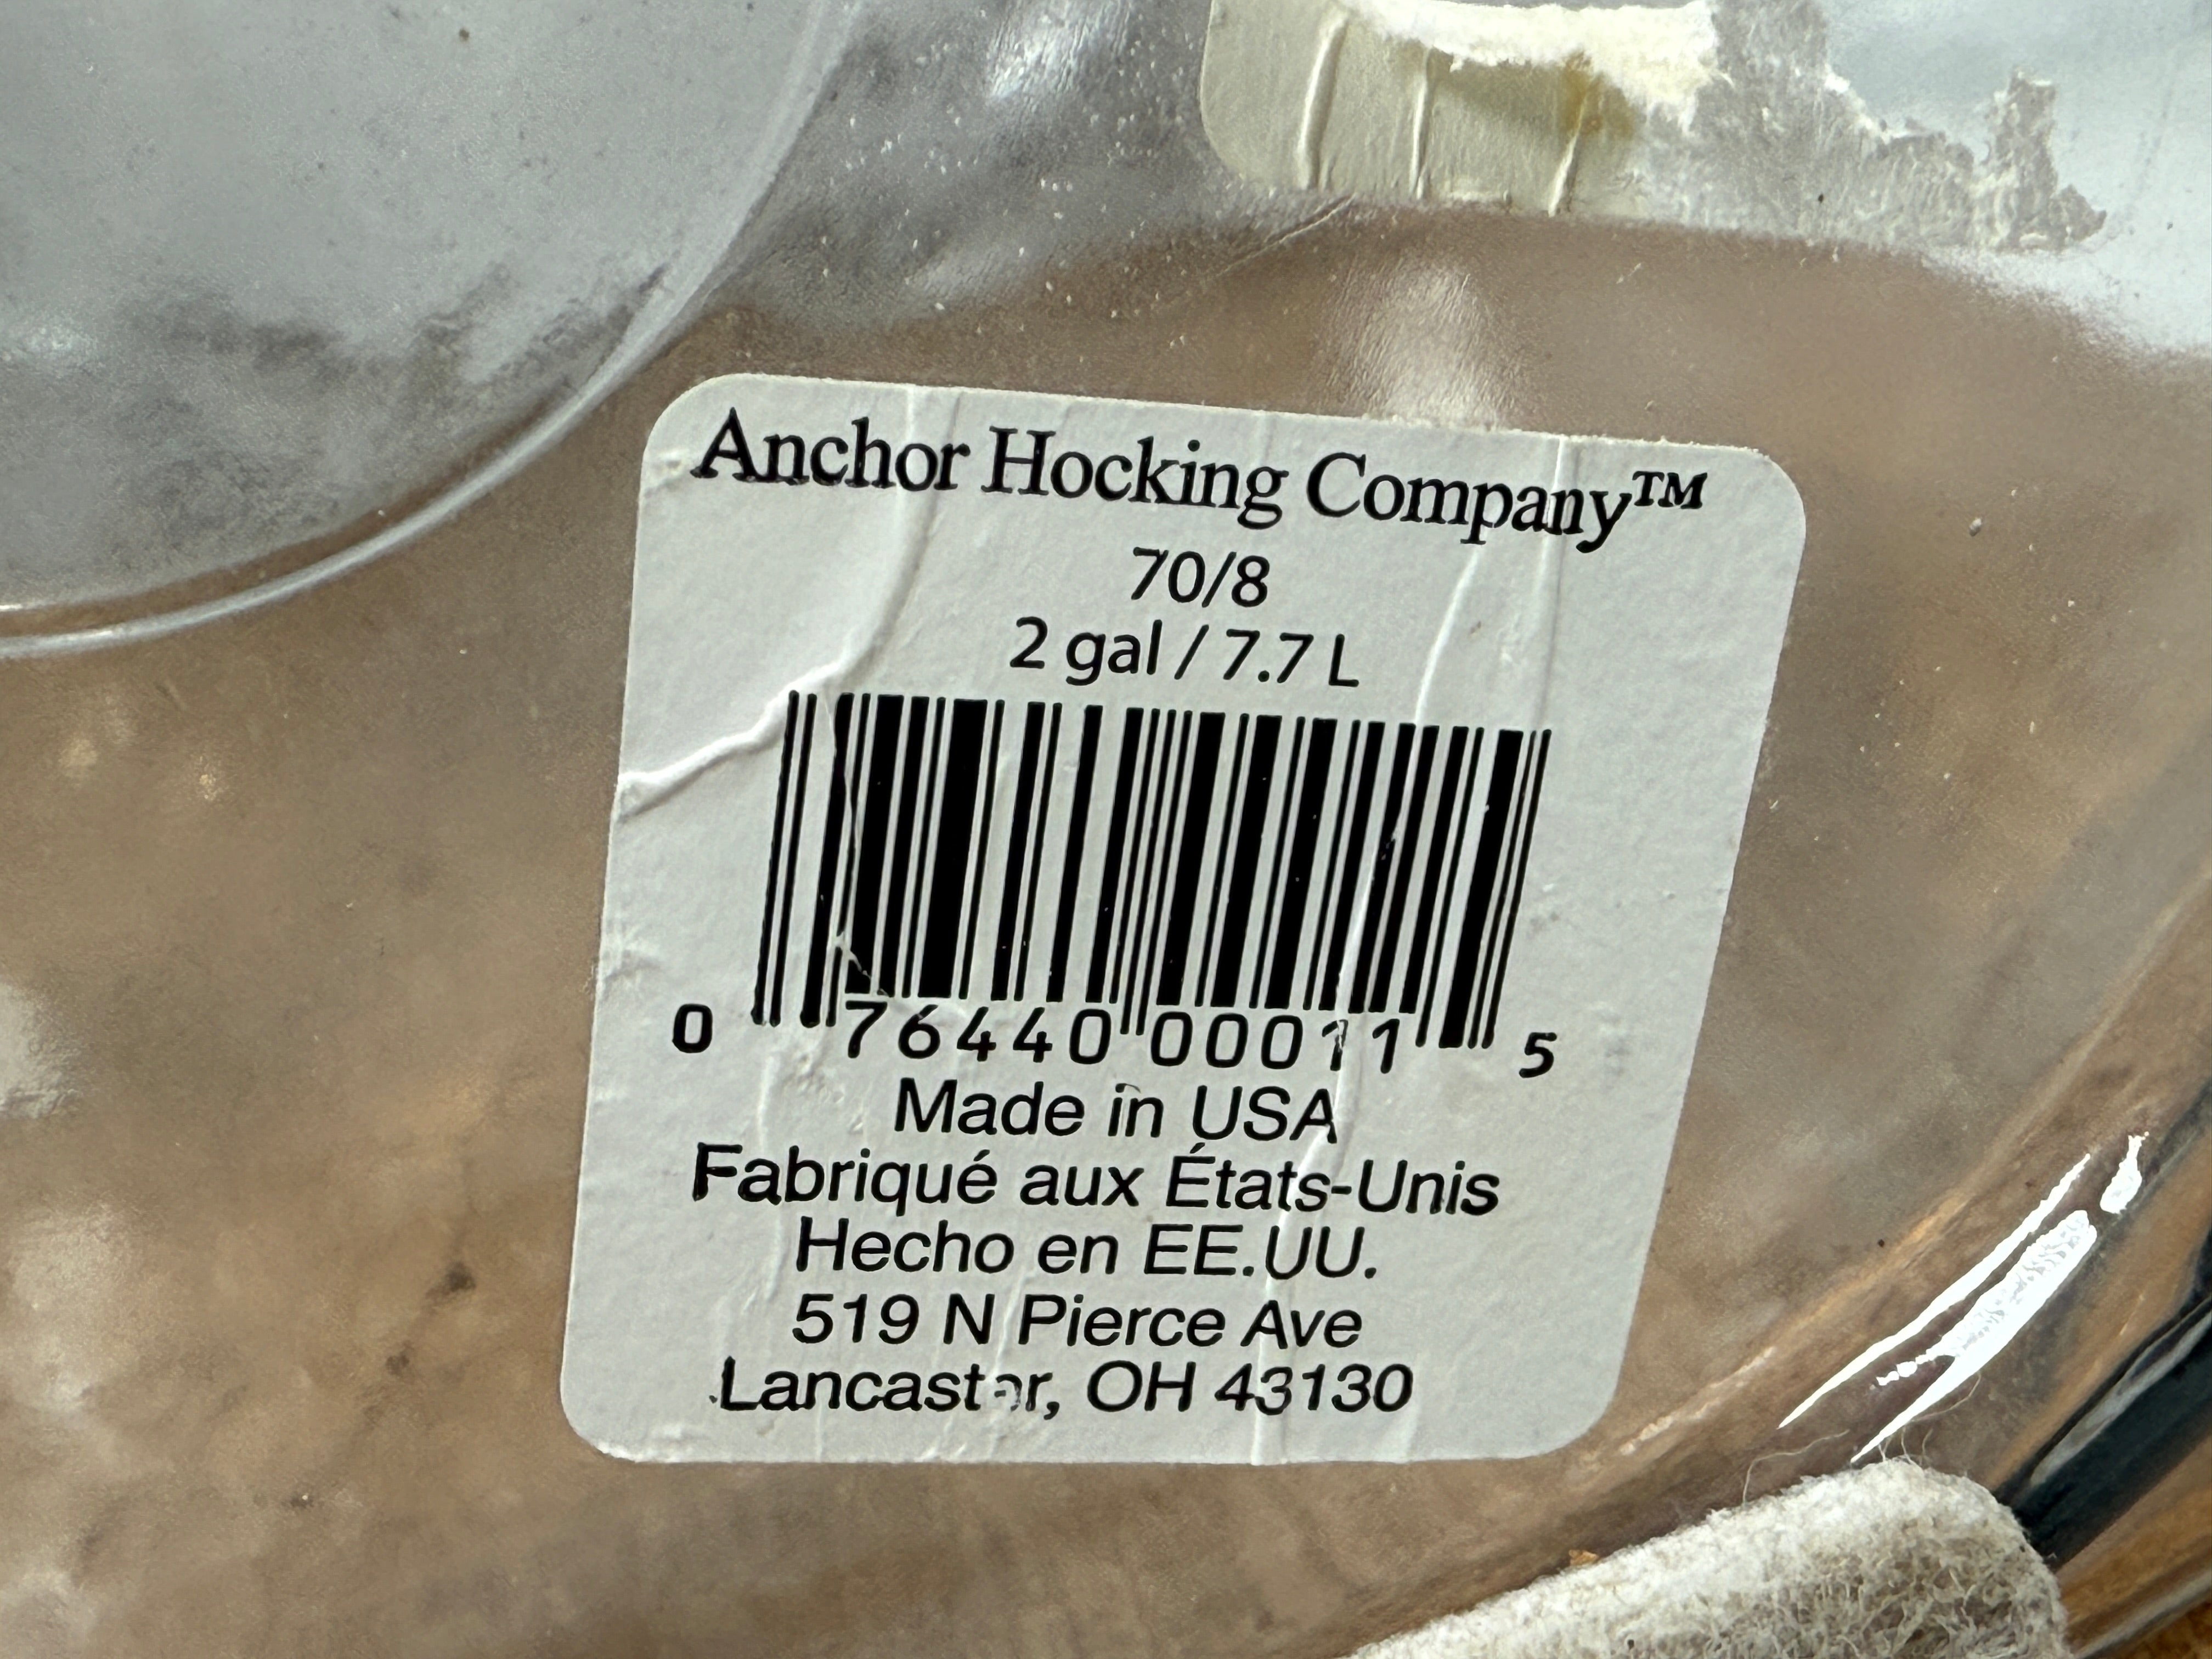 Anchor Hocking Company™
70/8
2 gal / 7.7 L
0 76440 00011 5
Made in USA
Fabriqué aux États-Unis
Hecho en EE.UU.
519 N Pierce Ave
Lancaster, OH 43130